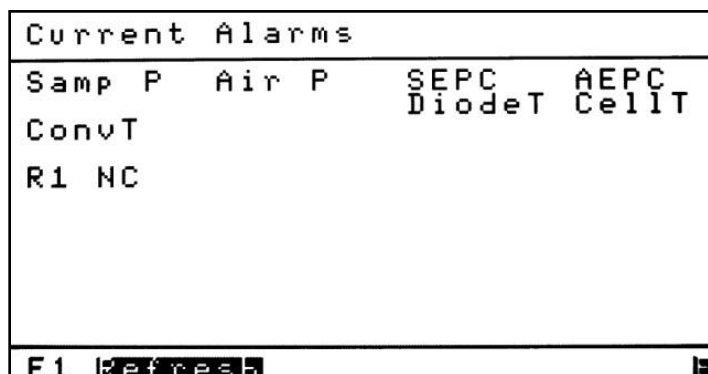 Current Alarms
Samp P Air P SEPC AEPC
DiodeT CellT
ConvT
R1 NC
F1 Refresh